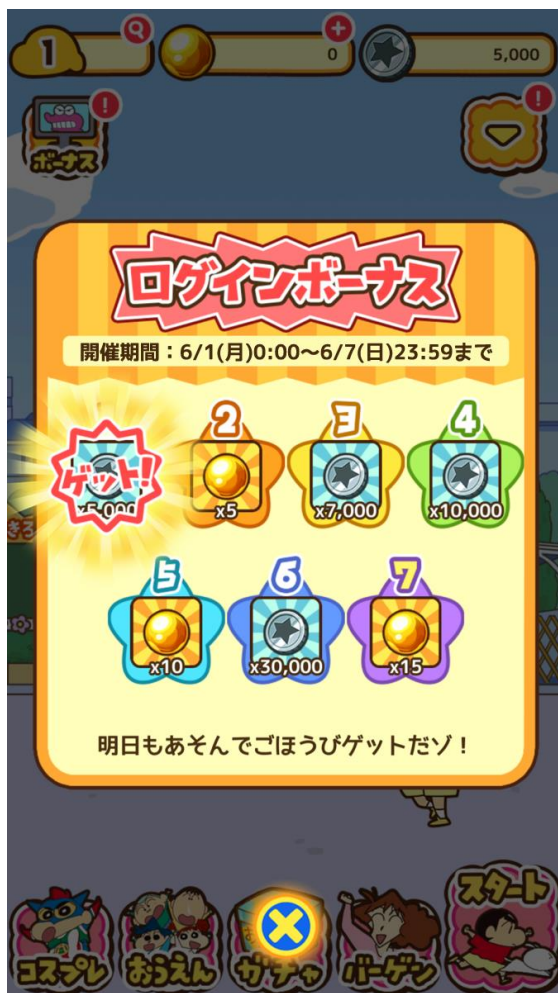 1
0
5,000
ボーナス
ログインボーナス
開催期間:6/1(月)0:00〜6/7(日)23:59まで
ゲット!
x5,000
2
x5
3
x7,000
4
x10,000
5
x10
6
x30,000
7
x15
明日もあそんでごほうびゲットだゾ!
コスプレ
おうえん
ガチャ
バーゲン
スタート